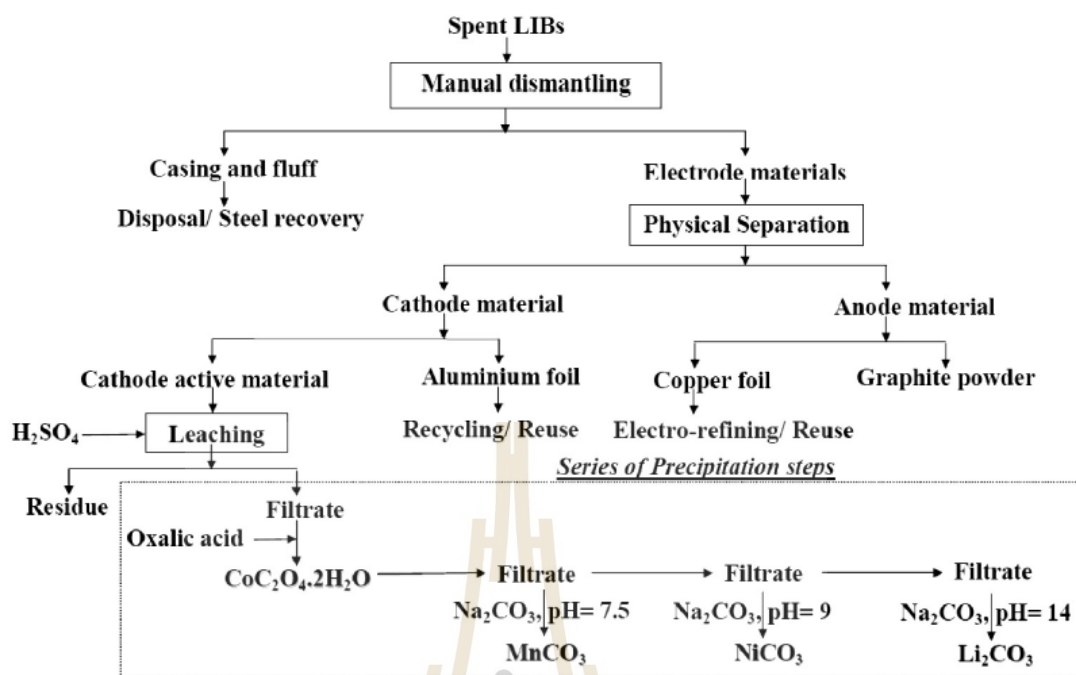 Spent LIBs
Manual dismantling
Casing and fluff
Electrode materials
Disposal/ Steel recovery
Physical Separation
Cathode material
Anode material
Cathode active material
Aluminium foil
Copper foil
Graphite powder
H₂SO₄
Leaching
Recycling/ Reuse
Electro-refining/ Reuse
Series of Precipitation steps
Residue
Filtrate
Oxalic acid
CoC₂O₄.2H₂O
Filtrate
Filtrate
Filtrate
Na₂CO₃, pH= 7.5
Na₂CO₃, pH= 9
Na₂CO₃, pH= 14
MnCO₃
NiCO₃
Li₂CO₃